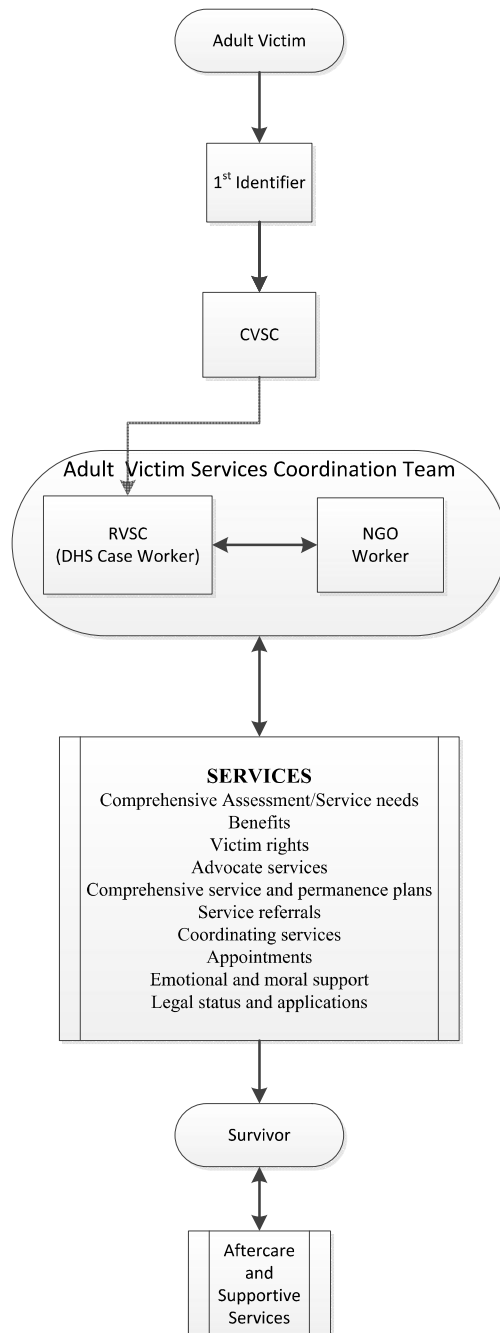 Adult Victim
1st Identifier
CVSC
Adult Victim Services Coordination Team
RVSC
(DHS Case Worker)
NGO
Worker
SERVICES
Comprehensive Assessment/Service needs
Benefits
Victim rights
Advocate services
Comprehensive service and permanence plans
Service referrals
Coordinating services
Appointments
Emotional and moral support
Legal status and applications
Survivor
Aftercare
and
Supportive
Services